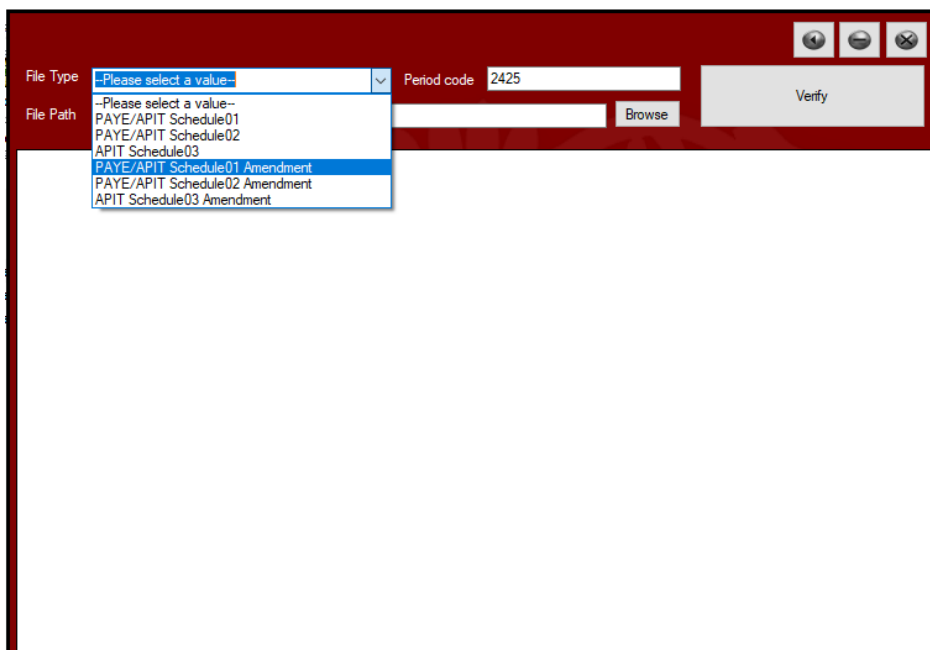 File Type --Please select a value-- Period code 2425
Verify
File Path Browse
--Please select a value--
PAYE/APIT Schedule01
PAYE/APIT Schedule02
APIT Schedule03
PAYE/APIT Schedule01 Amendment
PAYE/APIT Schedule02 Amendment
APIT Schedule03 Amendment